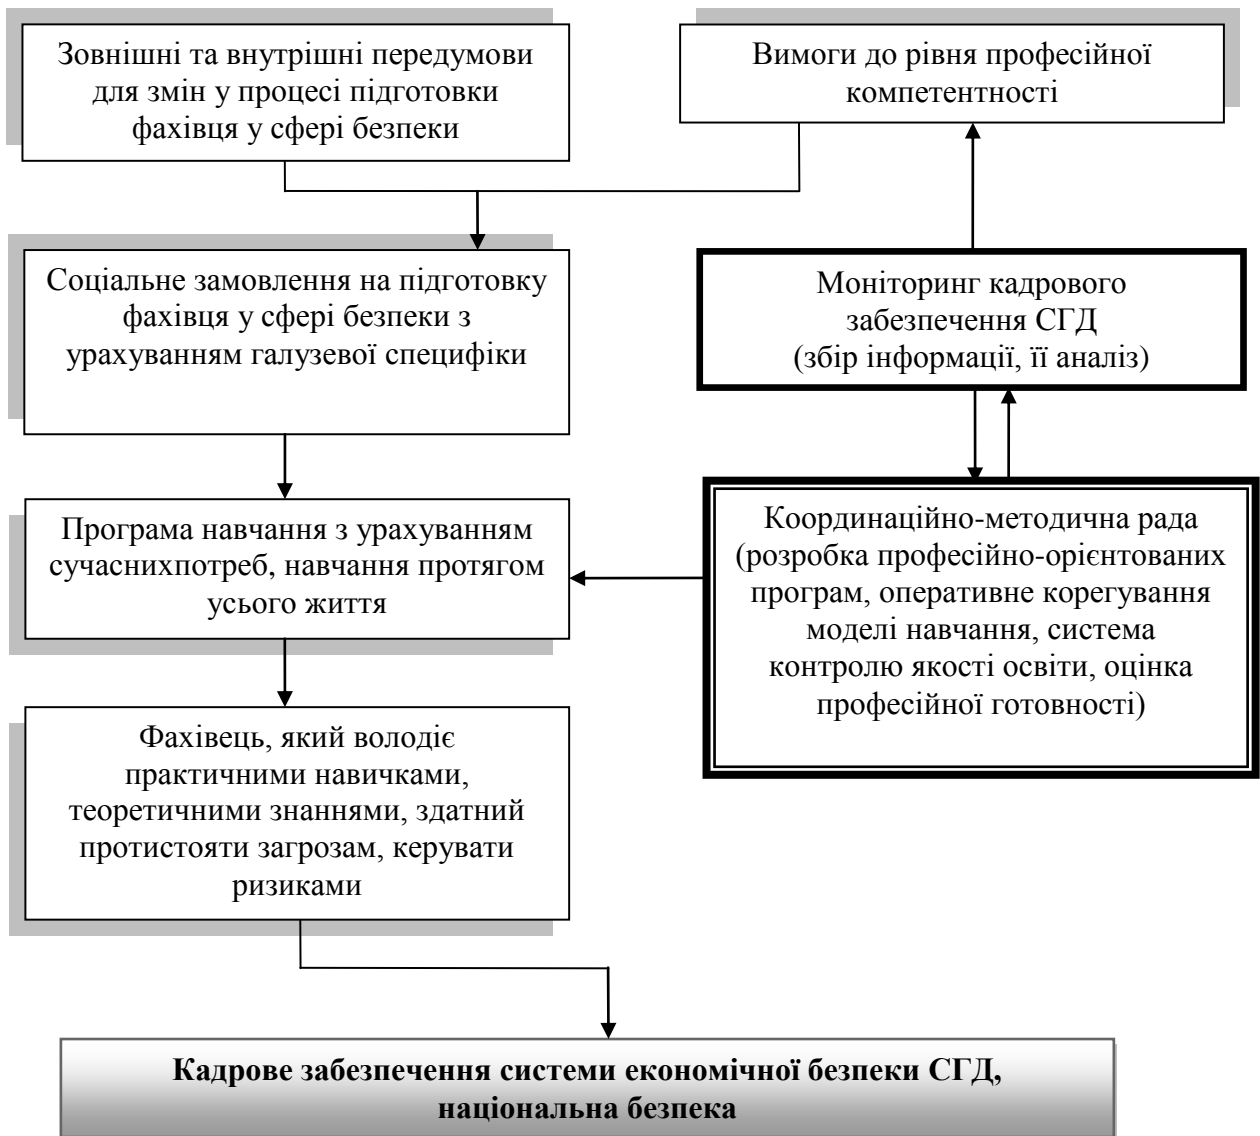 Зовнішні та внутрішні передумови
для змін у процесі підготовки
фахівця у сфері безпеки
Вимоги до рівня професійної
компетентності
Соціальне замовлення на підготовку
фахівця у сфері безпеки з
урахуванням галузевої специфіки
Моніторинг кадрового
забезпечення СГД
(збір інформації, її аналіз)
Програма навчання з урахуванням
сучаснихпотреб, навчання протягом
усього життя
Координаційно-методична рада
(розробка професійно-орієнтованих
програм, оперативне корегування
моделі навчання, система
контролю якості освіти, оцінка
професійної готовності)
Фахівець, який володіє
практичними навичками,
теоретичними знаннями, здатний
протистояти загрозам, керувати
ризиками
Кадрове забезпечення системи економічної безпеки СГД,
національна безпека